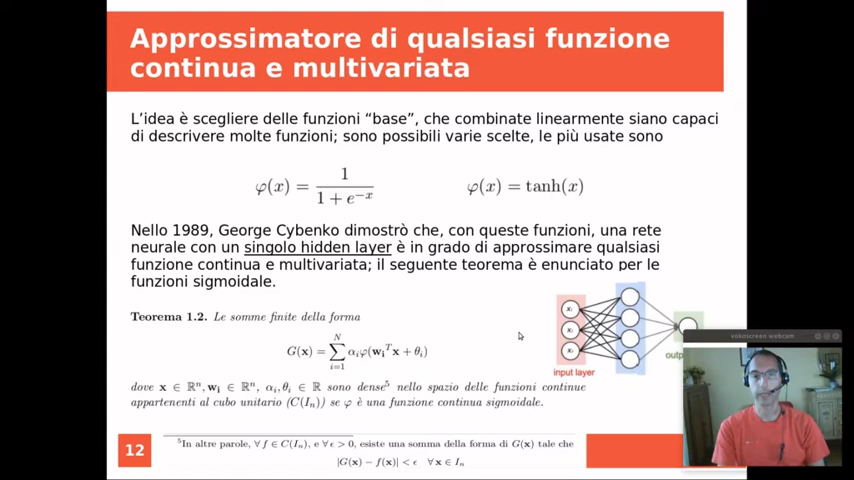 Approssimatore di qualsiasi funzione
continua e multivariata
L’idea è scegliere delle funzioni “base”, che combinate linearmente siano capaci
di descrivere molte funzioni; sono possibili varie scelte, le più usate sono
φ(x) = 1 / (1 + e^{−x})    φ(x) = tanh(x)
Nello 1989, George Cybenko dimostrò che, con queste funzioni, una rete
neurale con un singolo hidden layer è in grado di approssimare qualsiasi
funzione continua e multivariata; il seguente teorema è enunciato per le
funzioni sigmoidale.
Teorema 1.2. Le somme finite della forma
G(x) = ∑_{i=1}^{N} α_i φ(w_i^T x + θ_i)
dove x ∈ ℝⁿ, w_i ∈ ℝⁿ, α_i, θ_i ∈ ℝ sono dense⁵ nello spazio delle funzioni continue
appartenenti al cubo unitario (C(I_n)) se φ è una funzione continua sigmoidale.
input layer
outp
vokoscreen webcam
12
⁵In altre parole, ∀ f ∈ C(I_n), e ∀ ϵ > 0, esiste una somma della forma di G(x) tale che
|G(x) − f(x)| < ϵ ∀ x ∈ I_n